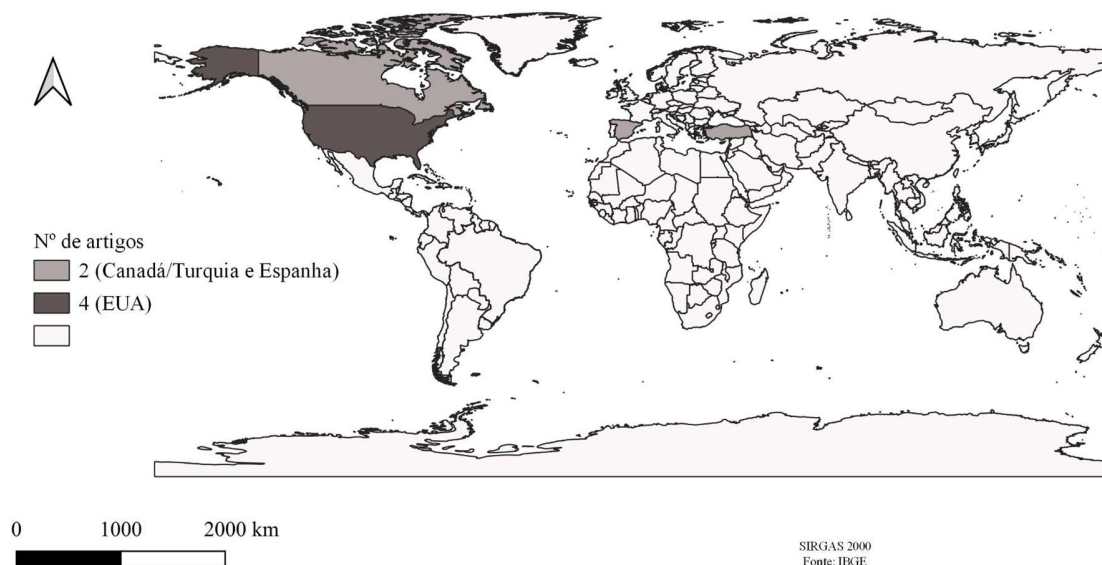 Nº de artigos
2 (Canadá/Turquia e Espanha)
4 (EUA)
0 1000 2000 km
SIRGAS 2000
Fonte: IBGE